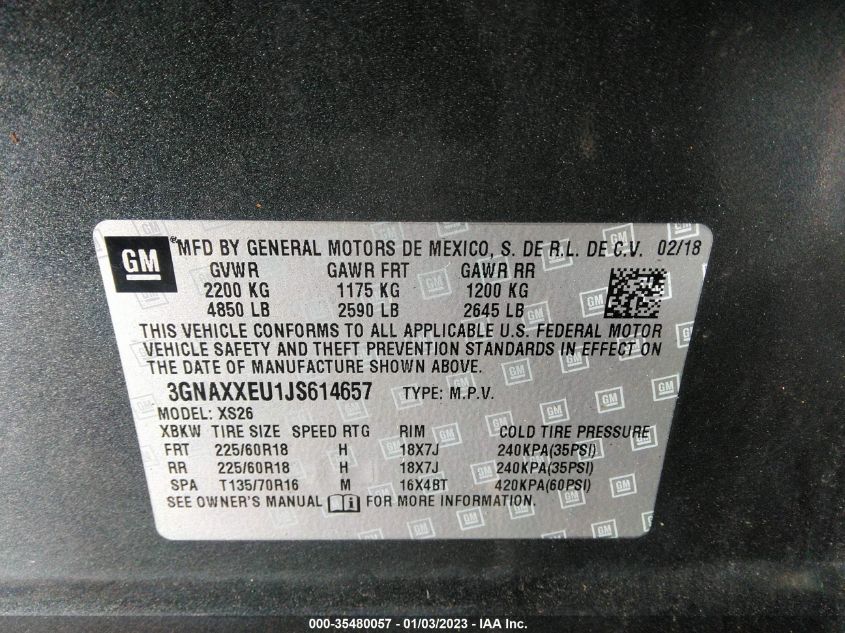 GM ® MFD BY GENERAL MOTORS DE MEXICO, S. DE R.L. DE C.V. 02/18
GVWR GAWR FRT GAWR RR
2200 KG 1175 KG 1200 KG
4850 LB 2590 LB 2645 LB
THIS VEHICLE CONFORMS TO ALL APPLICABLE U.S. FEDERAL MOTOR
VEHICLE SAFETY AND THEFT PREVENTION STANDARDS IN EFFECT ON
THE DATE OF MANUFACTURE SHOWN ABOVE.
3GNAXXEU1JS614657 TYPE: M.P.V.
MODEL: XS26
XBKW TIRE SIZE SPEED RTG RIM COLD TIRE PRESSURE
FRT 225/60R18 H 18X7J 240KPA(35PSI)
RR 225/60R18 H 18X7J 240KPA(35PSI)
SPA T135/70R16 M 16X4BT 420KPA(60PSI)
SEE OWNER'S MANUAL FOR MORE INFORMATION.
000-35480057 - 01/03/2023 - IAA Inc.